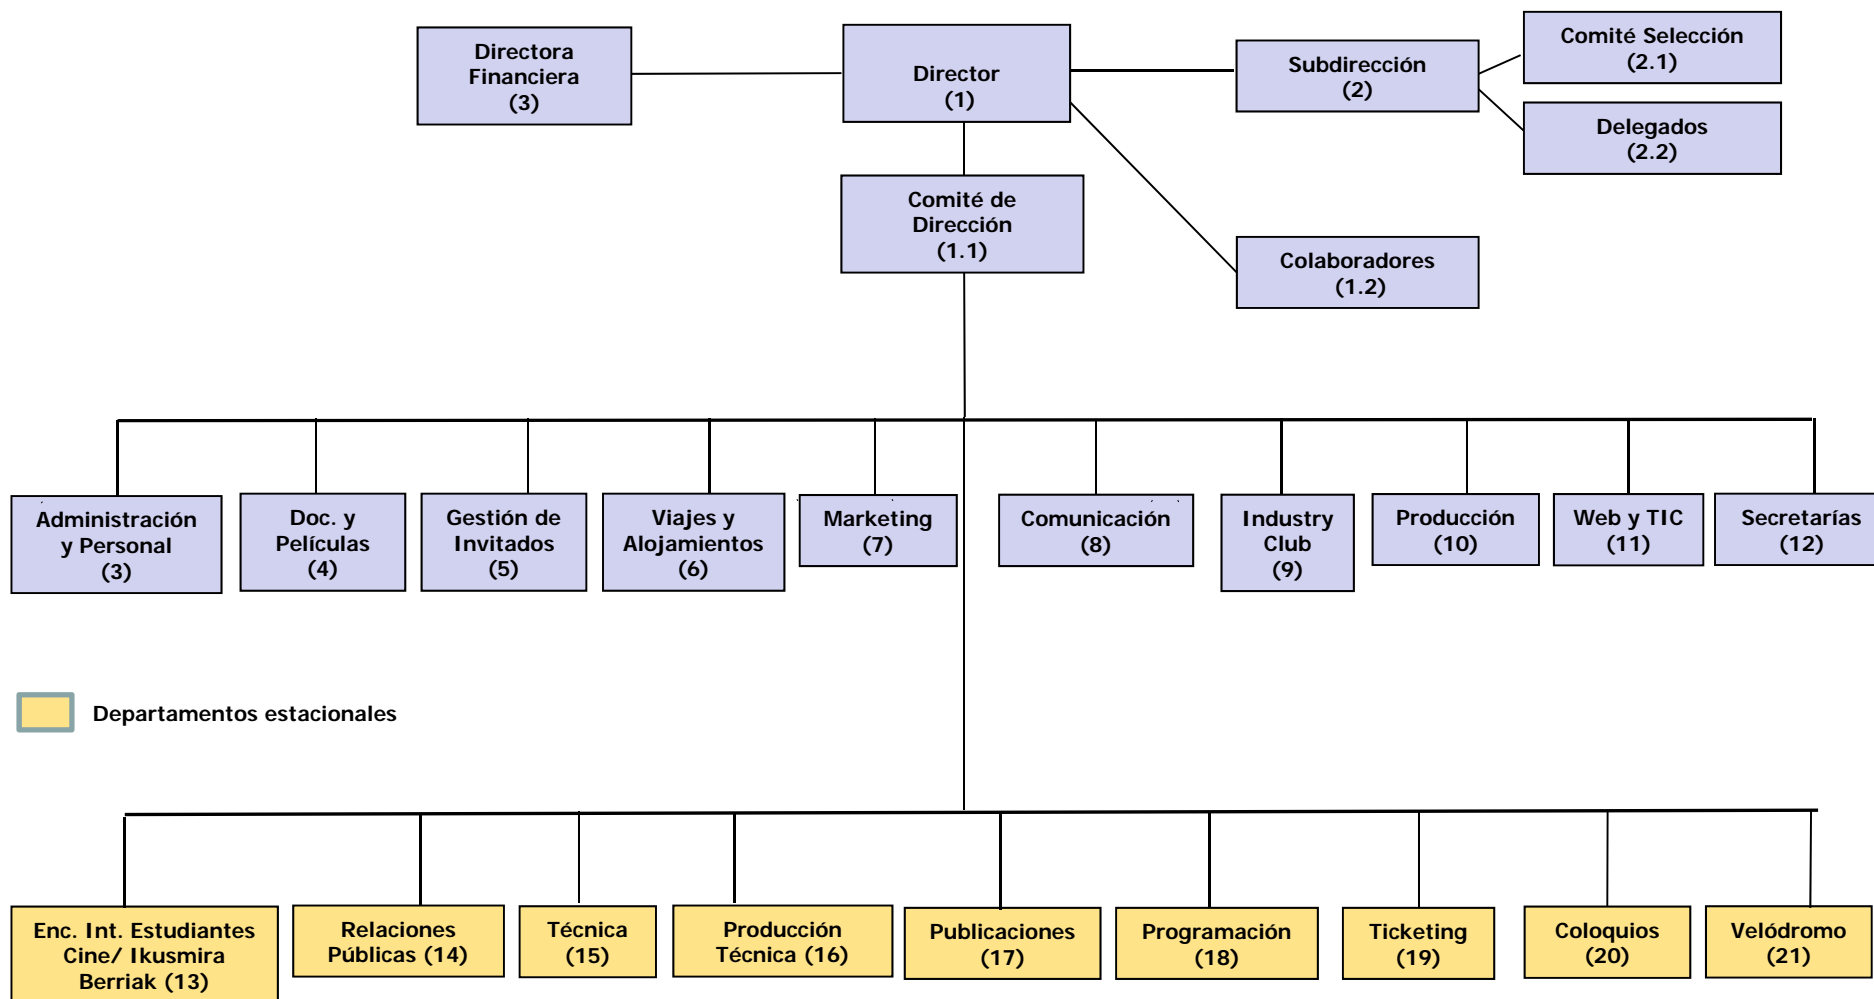 Directora
Financiera
(3)
Director
(1)
Subdirección
(2)
Comité Selección
(2.1)
Delegados
(2.2)
Comité de
Dirección
(1.1)
Colaboradores
(1.2)
Administración
y Personal
(3)
Doc. y
Películas
(4)
Gestión de
Invitados
(5)
Viajes y
Alojamientos
(6)
Marketing
(7)
Comunicación
(8)
Industry
Club
(9)
Producción
(10)
Web y TIC
(11)
Secretarías
(12)
Departamentos estacionales
Enc. Int. Estudiantes
Cine/ Ikusmira
Berriak (13)
Relaciones
Públicas (14)
Técnica
(15)
Producción
Técnica (16)
Publicaciones
(17)
Programación
(18)
Ticketing
(19)
Coloquios
(20)
Velódromo
(21)